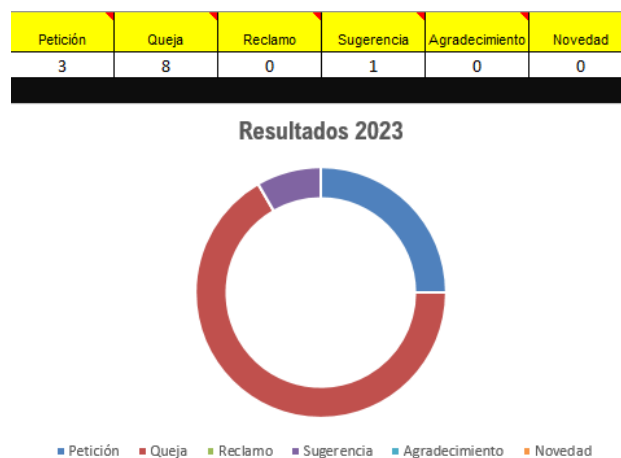 Petición Queja Reclamo Sugerencia Agradecimiento Novedad
3 8 0 1 0 0
Resultados 2023
Petición Queja Reclamo Sugerencia Agradecimiento Novedad